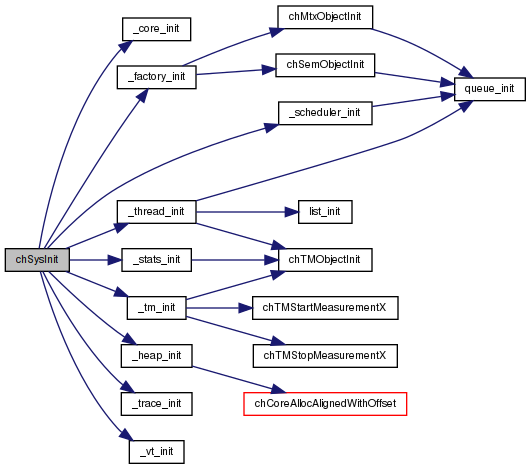 chMtxObjectInit
_core_init
chSemObjectInit
_factory_init
queue_init
_scheduler_init
_thread_init
list_init
chSysInit
_stats_init
chTMObjectInit
_tm_init
chTMStartMeasurementX
_heap_init
chTMStopMeasurementX
_trace_init
chCoreAllocAlignedWithOffset
_vt_init